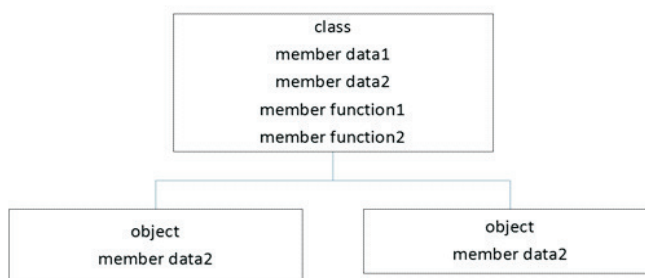 class
member data1
member data2
member function1
member function2
object
member data2
object
member data2